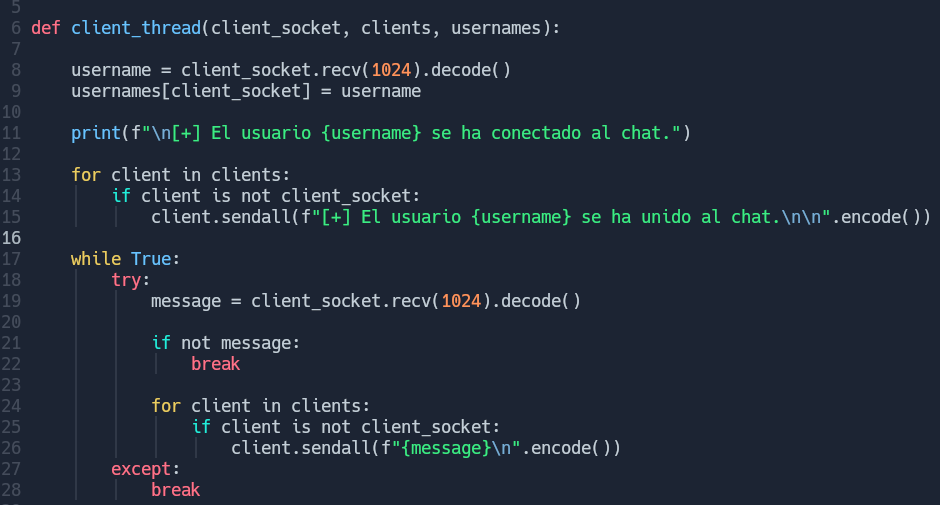 5
6 def client_thread(client_socket, clients, usernames):
7
8     username = client_socket.recv(1024).decode()
9     usernames[client_socket] = username
10
11     print(f"\n[+] El usuario {username} se ha conectado al chat.")
12
13     for client in clients:
14         if client is not client_socket:
15             client.sendall(f"[+] El usuario {username} se ha unido al chat.\n\n".encode())
16
17     while True:
18         try:
19             message = client_socket.recv(1024).decode()
20
21             if not message:
22                 break
23
24             for client in clients:
25                 if client is not client_socket:
26                     client.sendall(f"{message}\n".encode())
27         except:
28             break